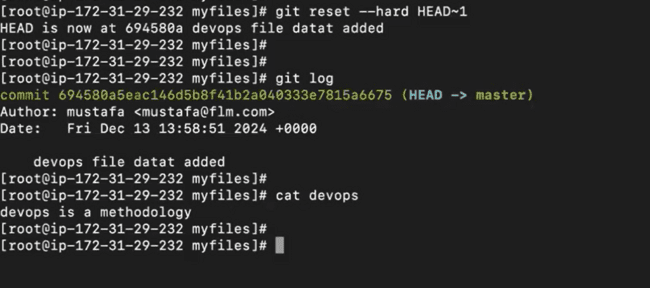 [root@ip-172-31-29-232 myfiles]# git reset --hard HEAD~1
HEAD is now at 694580a devops file datat added
[root@ip-172-31-29-232 myfiles]#
[root@ip-172-31-29-232 myfiles]#
[root@ip-172-31-29-232 myfiles]# git log
commit 694580a5eac146d5b8f41b2a040333e7815a6675 (HEAD -> master)
Author: mustafa <mustafa@flm.com>
Date:   Fri Dec 13 13:58:51 2024 +0000
    devops file datat added
[root@ip-172-31-29-232 myfiles]#
[root@ip-172-31-29-232 myfiles]# cat devops
devops is a methodology
[root@ip-172-31-29-232 myfiles]#
[root@ip-172-31-29-232 myfiles]#